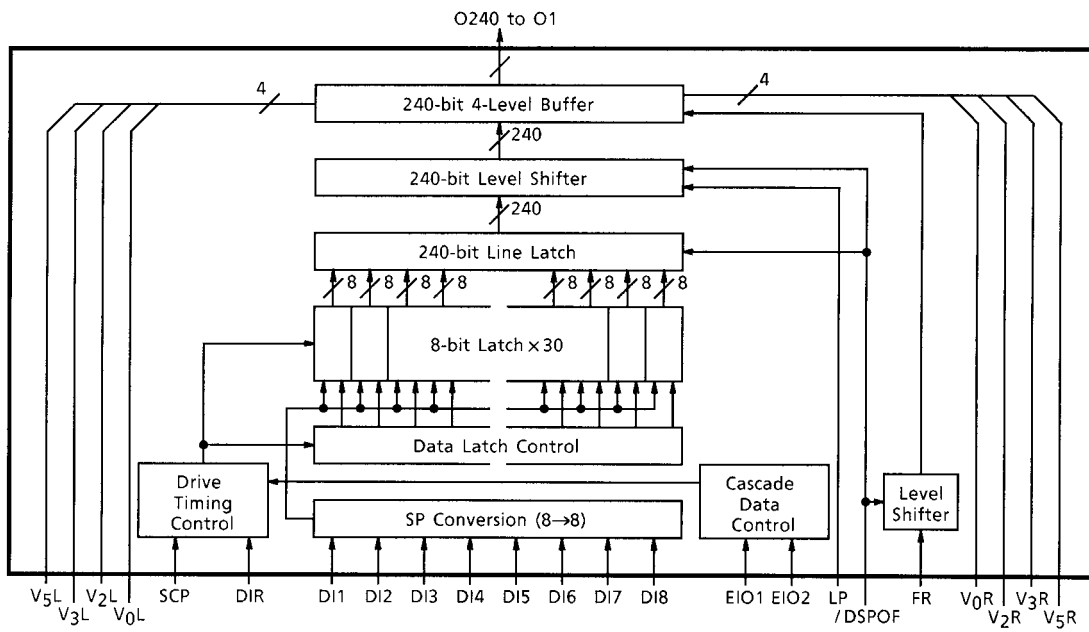 O240 to O1
4
240-bit 4-Level Buffer
4
240
240-bit Level Shifter
240
240-bit Line Latch
8 8 8 8 8 8 8 8
8-bit Latch × 30
Data Latch Control
Drive
Timing
Control
SP Conversion (8→8)
Cascade
Data
Control
Level
Shifter
V5L V3L V2L V0L SCP DIR DI1 DI2 DI3 DI4 DI5 DI6 DI7 DI8 EIO1 EIO2 LP /DSPOF FR V0R V2R V3R V5R